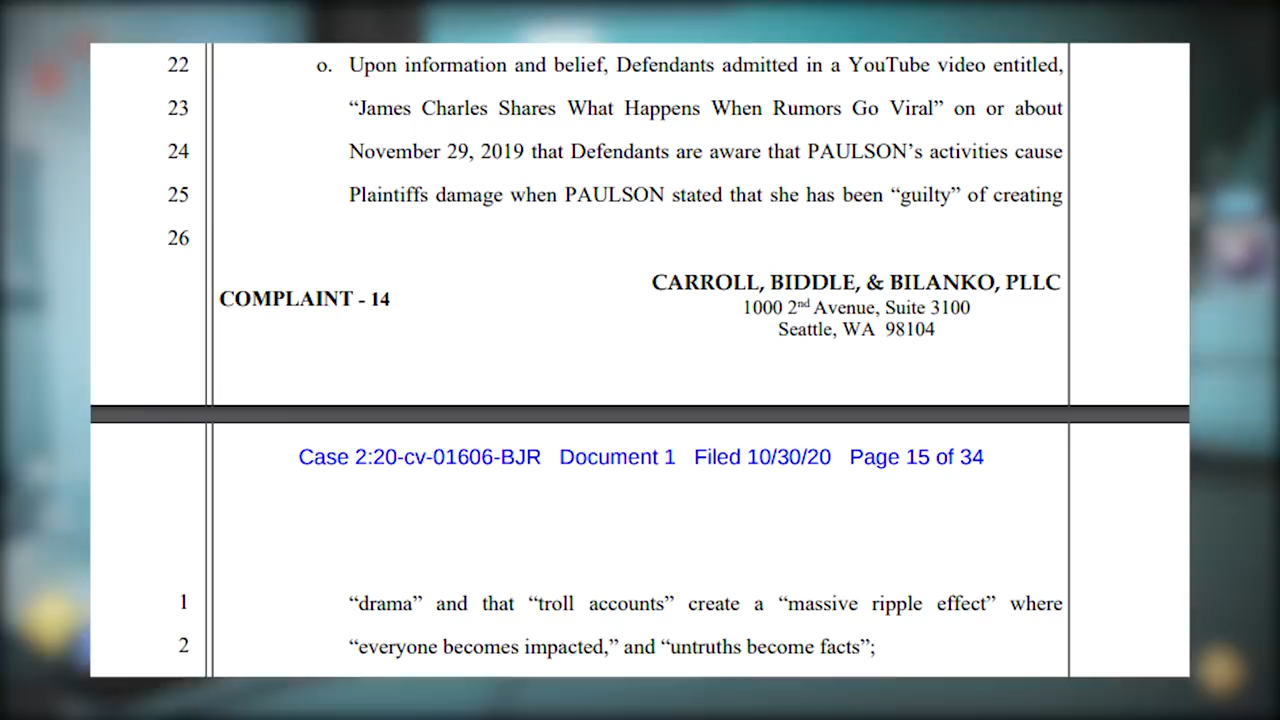 22 o. Upon information and belief, Defendants admitted in a YouTube video entitled,
23 “James Charles Shares What Happens When Rumors Go Viral” on or about
24 November 29, 2019 that Defendants are aware that PAULSON’s activities cause
25 Plaintiffs damage when PAULSON stated that she has been “guilty” of creating
26
CARROLL, BIDDLE, & BILANKO, PLLC
COMPLAINT - 14
1000 2nd Avenue, Suite 3100
Seattle, WA 98104
Case 2:20-cv-01606-BJR Document 1 Filed 10/30/20 Page 15 of 34
1 “drama” and that “troll accounts” create a “massive ripple effect” where
2 “everyone becomes impacted,” and “untruths become facts”;